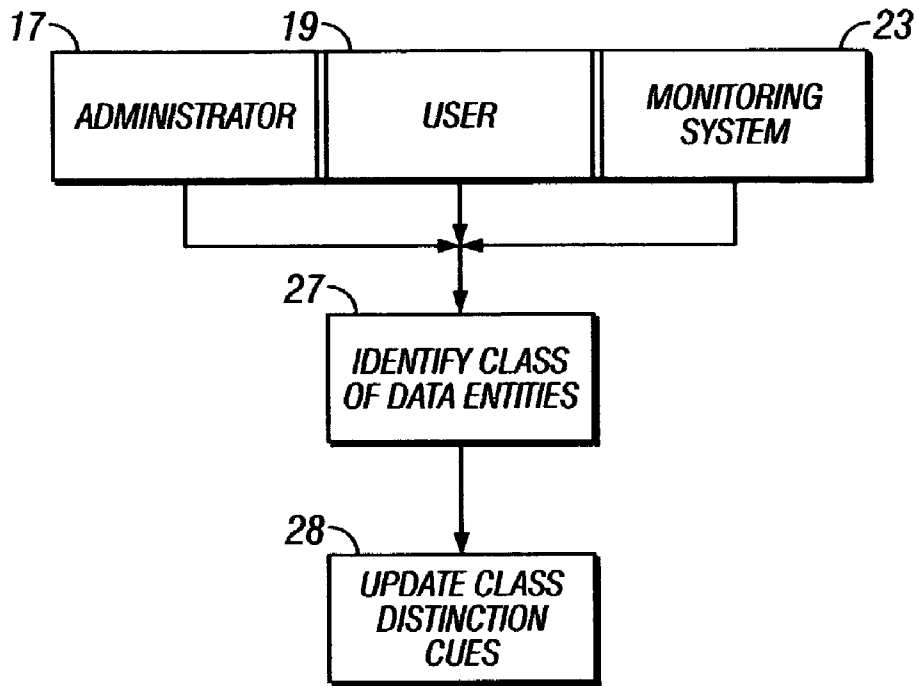 17
19
23
ADMINISTRATOR
USER
MONITORING
SYSTEM
27
IDENTIFY CLASS
OF DATA ENTITIES
28
UPDATE CLASS
DISTINCTION
CUES